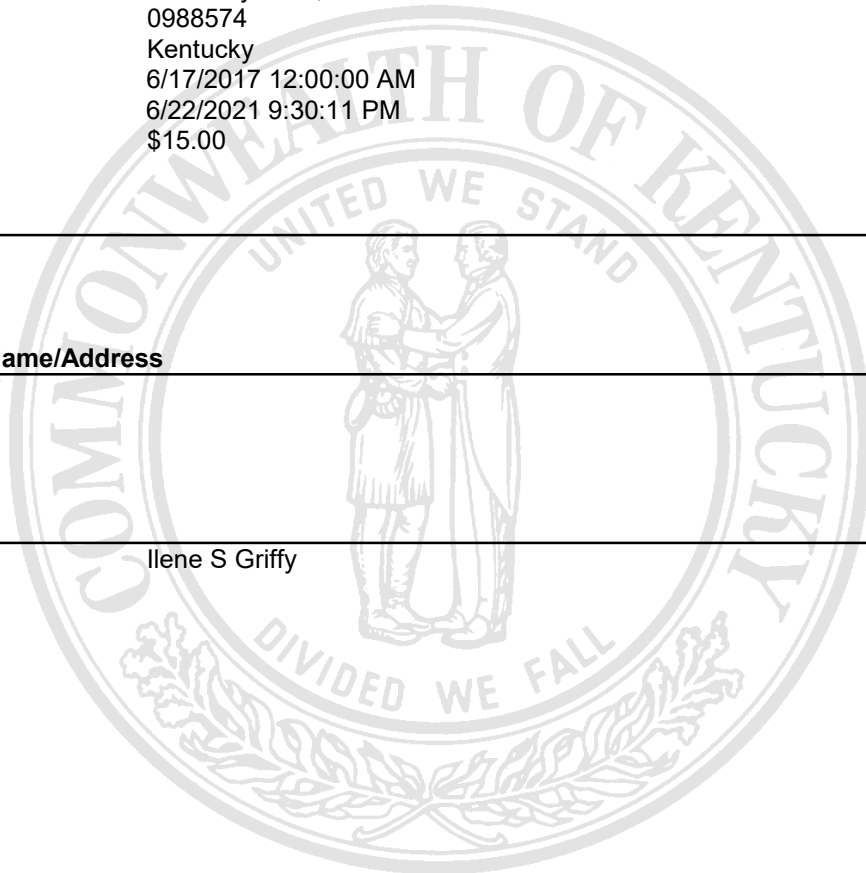 0988574
Kentucky
6/17/2017 12:00:00 AM
6/22/2021 9:30:11 PM
$15.00
COMMONWEALTH OF KENTUCKY
UNITED WE STAND
ame/Address
Ilene S Griffy
DIVIDED WE FALL